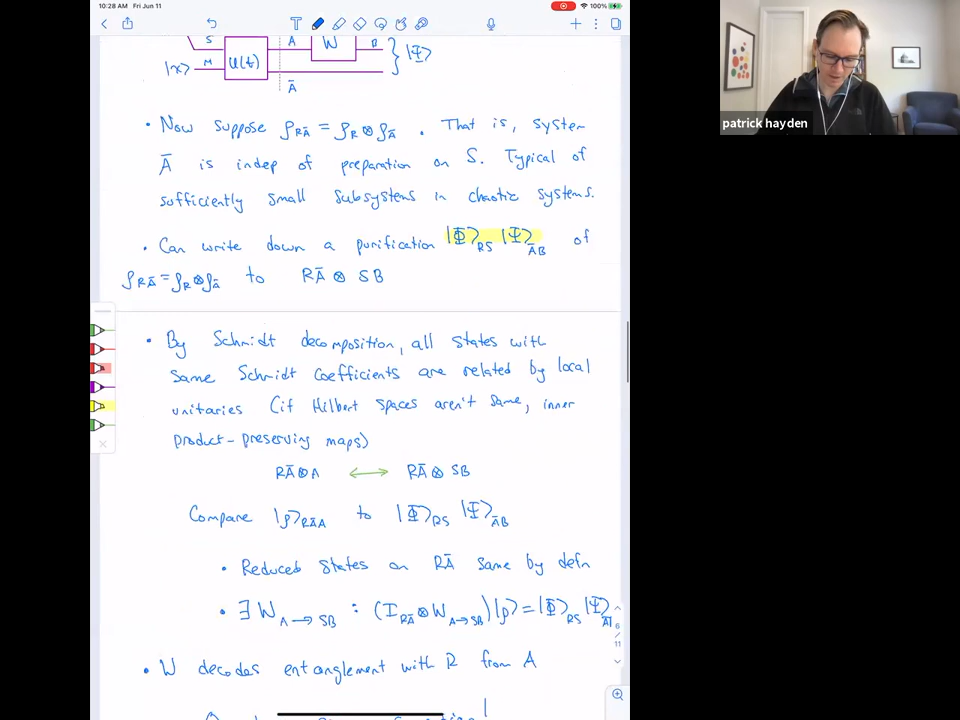 10:28 AM Fri Jun 11
100%
S A W B
|x> M U(t) } |Ψ>
Ā
• Now suppose ρ_RĀ = ρ_R ⊗ ρ_Ā . That is, system
Ā is indep of preparation on S. Typical of
sufficiently small subsystems in chaotic systems.
• Can write down a purification |Φ>_RS |Ψ>_ĀB of
ρ_RĀ = ρ_R ⊗ ρ_Ā to RĀ ⊗ SB
• By Schmidt decomposition, all states with
same Schmidt coefficients are related by local
unitaries (if Hilbert spaces aren't same, inner
product-preserving maps)
RĀ⊗A ⟷ RĀ⊗SB
Compare |ρ>_RĀA to |Φ>_RS |Ψ>_ĀB
• Reduced states on RĀ same by defn
• ∃ W_A→SB : (I_RĀ ⊗ W_A→SB)|ρ> = |Φ>_RS |Ψ>_Ā
• W decodes entanglement with R from A
6
11
patrick hayden